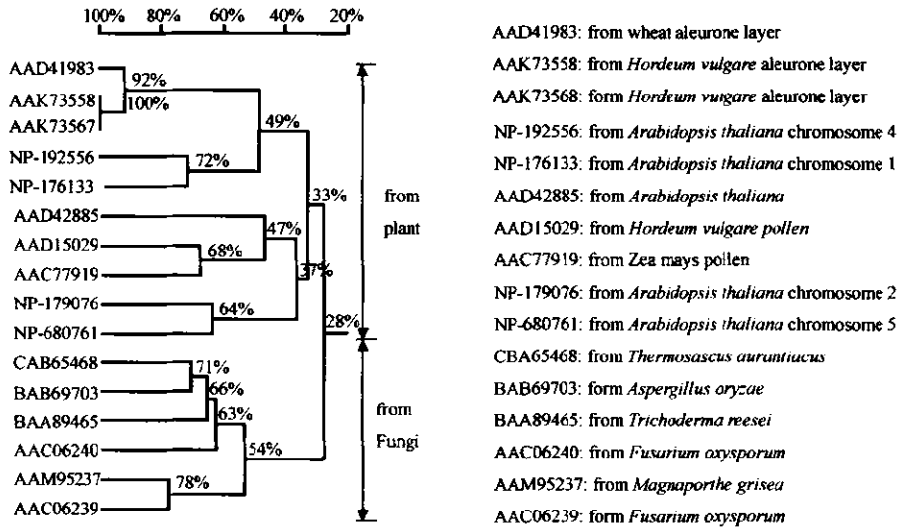 100% 80% 60% 40% 20%
AAD41983
92%
AAK73558
100%
AAK73567
49%
NP-192556
72%
NP-176133
33%
from
plant
AAD42885
47%
AAD15029
68%
37%
AAC77919
NP-179076
64%
NP-680761
28%
CAB65468
71%
BAB69703
66%
BAA89465
63%
from
Fungi
AAC06240
54%
AAM95237
78%
AAC06239
AAD41983: from wheat aleurone layer
AAK73558: from Hordeum vulgare aleurone layer
AAK73568: form Hordeum vulgare aleurone layer
NP-192556: from Arabidopsis thaliana chromosome 4
NP-176133: from Arabidopsis thaliana chromosome 1
AAD42885: from Arabidopsis thaliana
AAD15029: from Hordeum vulgare pollen
AAC77919: from Zea mays pollen
NP-179076: from Arabidopsis thaliana chromosome 2
NP-680761: from Arabidopsis thaliana chromosome 5
CBA65468: from Thermosascus aurantiacus
BAB69703: form Aspergillus oryzae
BAA89465: from Trichoderma reesei
AAC06240: from Fusarium oxysporum
AAM95237: from Magnaporthe grisea
AAC06239: form Fusarium oxysporum